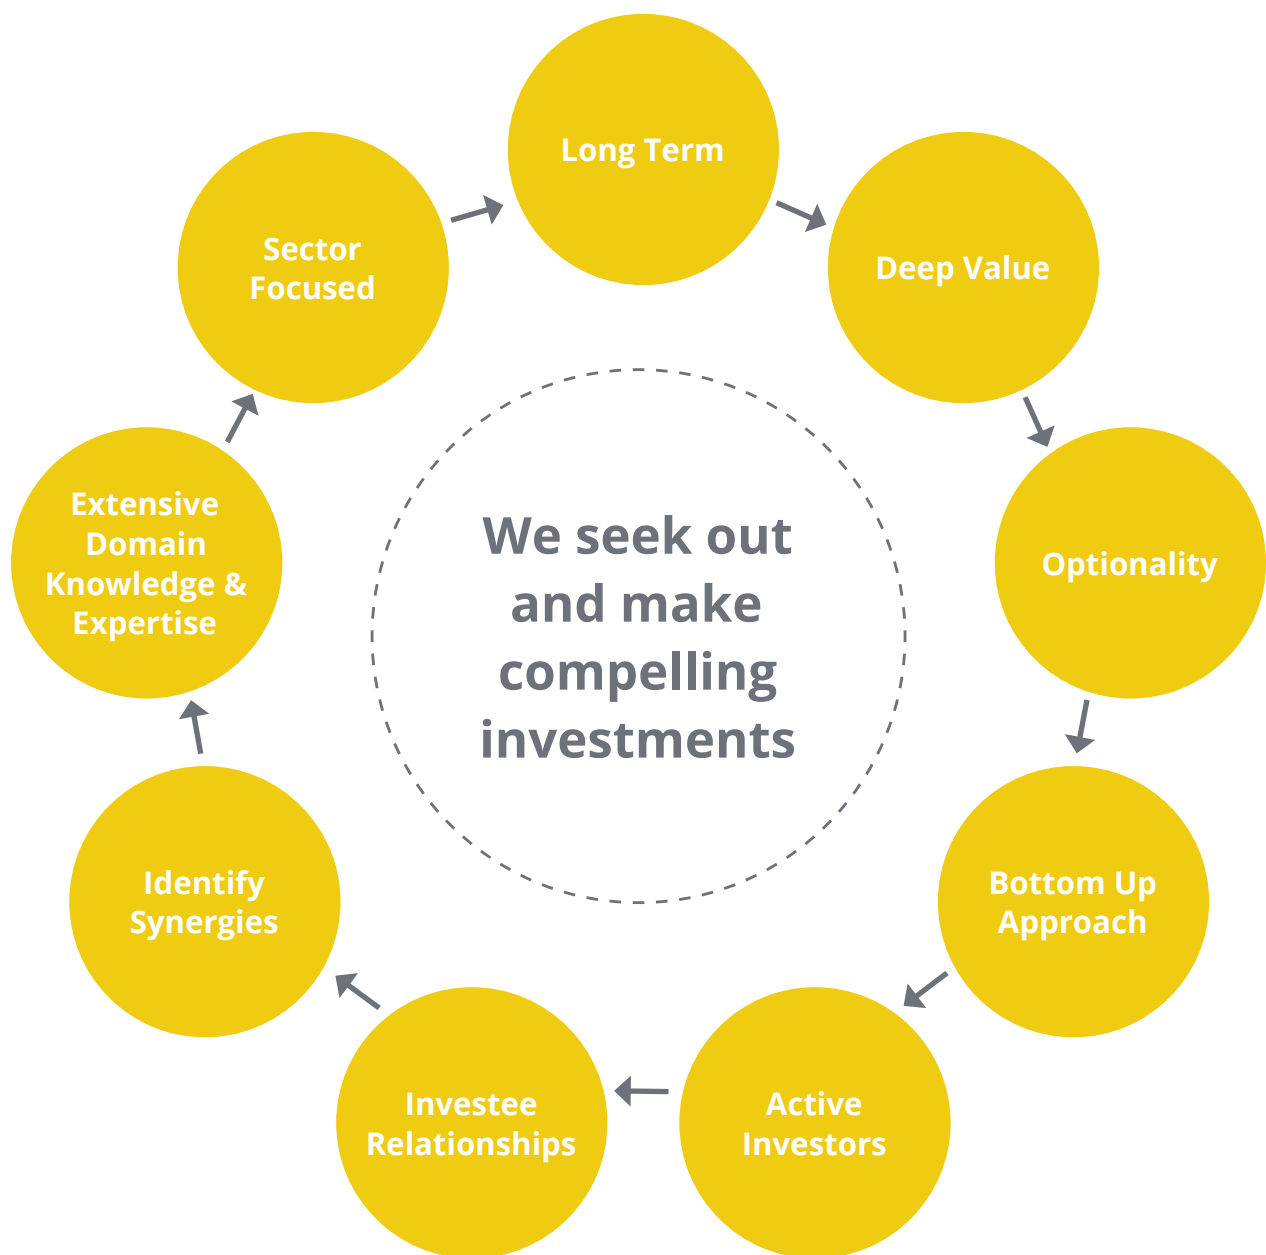 Long Term
Deep Value
Optionality
Bottom Up
Approach
Active
Investors
Investee
Relationships
Identify
Synergies
Extensive
Domain
Knowledge &
Expertise
Sector
Focused
We seek out
and make
compelling
investments